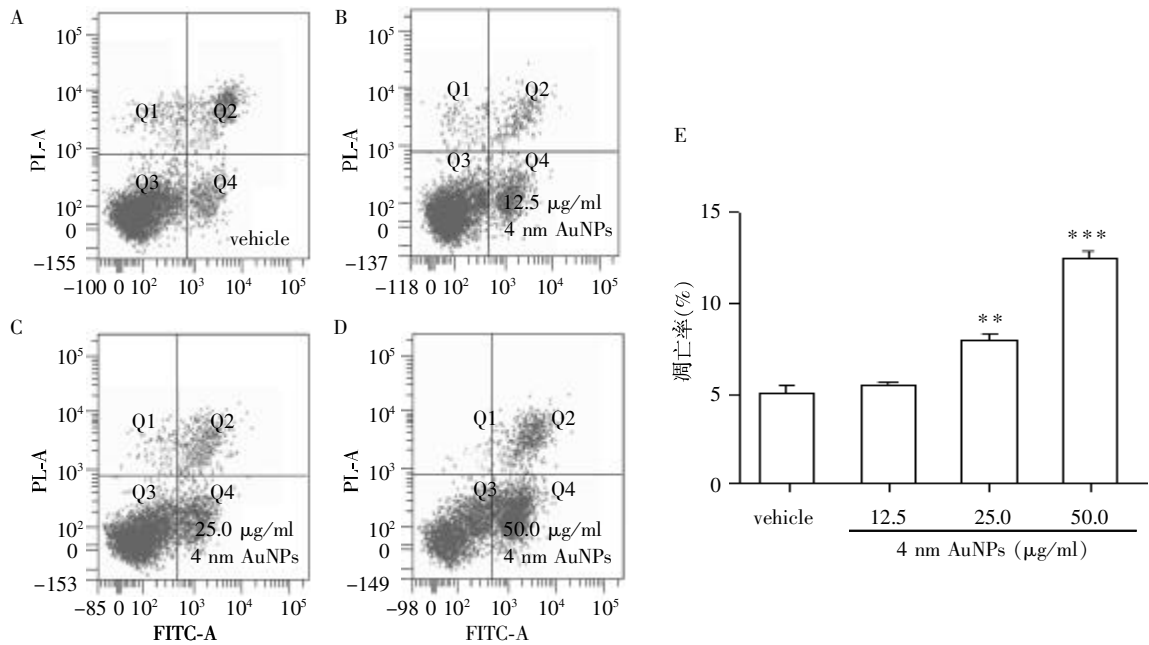 A
10⁵
10⁴
10³
10²
0
−155
PL-A
Q1
Q2
Q3
Q4
vehicle
−100 0 10² 10³ 10⁴ 10⁵
B
10⁵
10⁴
10³
10²
0
−137
PL-A
Q1
Q2
Q3
Q4
12.5 μg/ml
4 nm AuNPs
−118 0 10² 10³ 10⁴ 10⁵
C
10⁵
10⁴
10³
10²
0
−153
PL-A
Q1
Q2
Q3
Q4
25.0 μg/ml
4 nm AuNPs
−85 0 10² 10³ 10⁴ 10⁵
FITC-A
D
10⁵
10⁴
10³
10²
0
−149
PL-A
Q1
Q2
Q3
Q4
50.0 μg/ml
4 nm AuNPs
−98 0 10² 10³ 10⁴ 10⁵
FITC-A
E
凋亡率(%)
15
10
5
0
**
***
vehicle 12.5 25.0 50.0
4 nm AuNPs (μg/ml)